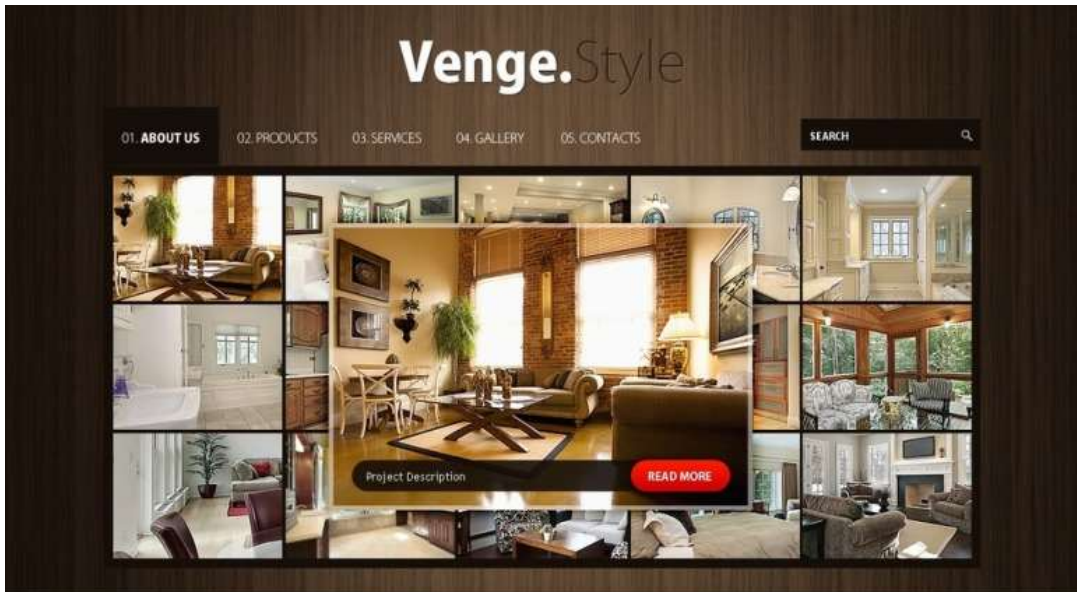 Venge.Style
01. ABOUT US 02. PRODUCTS 03. SERVICES 04. GALLERY 05. CONTACTS SEARCH
Project Description READ MORE